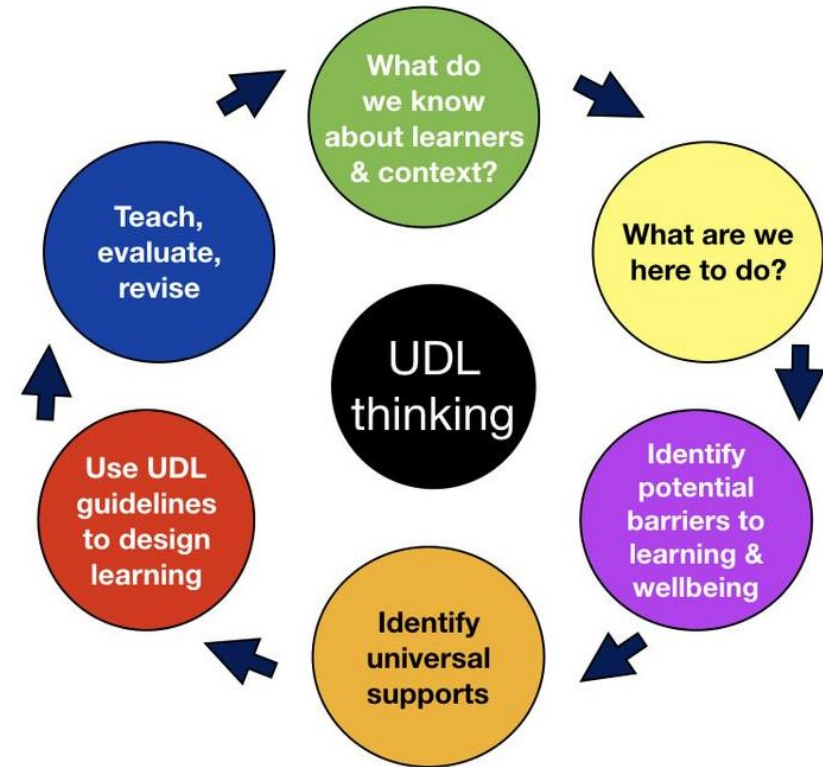 What do
we know
about learners
& context?
What are we
here to do?
Identify
potential
barriers to
learning &
wellbeing
Identify
universal
supports
Use UDL
guidelines
to design
learning
Teach,
evaluate,
revise
UDL
thinking